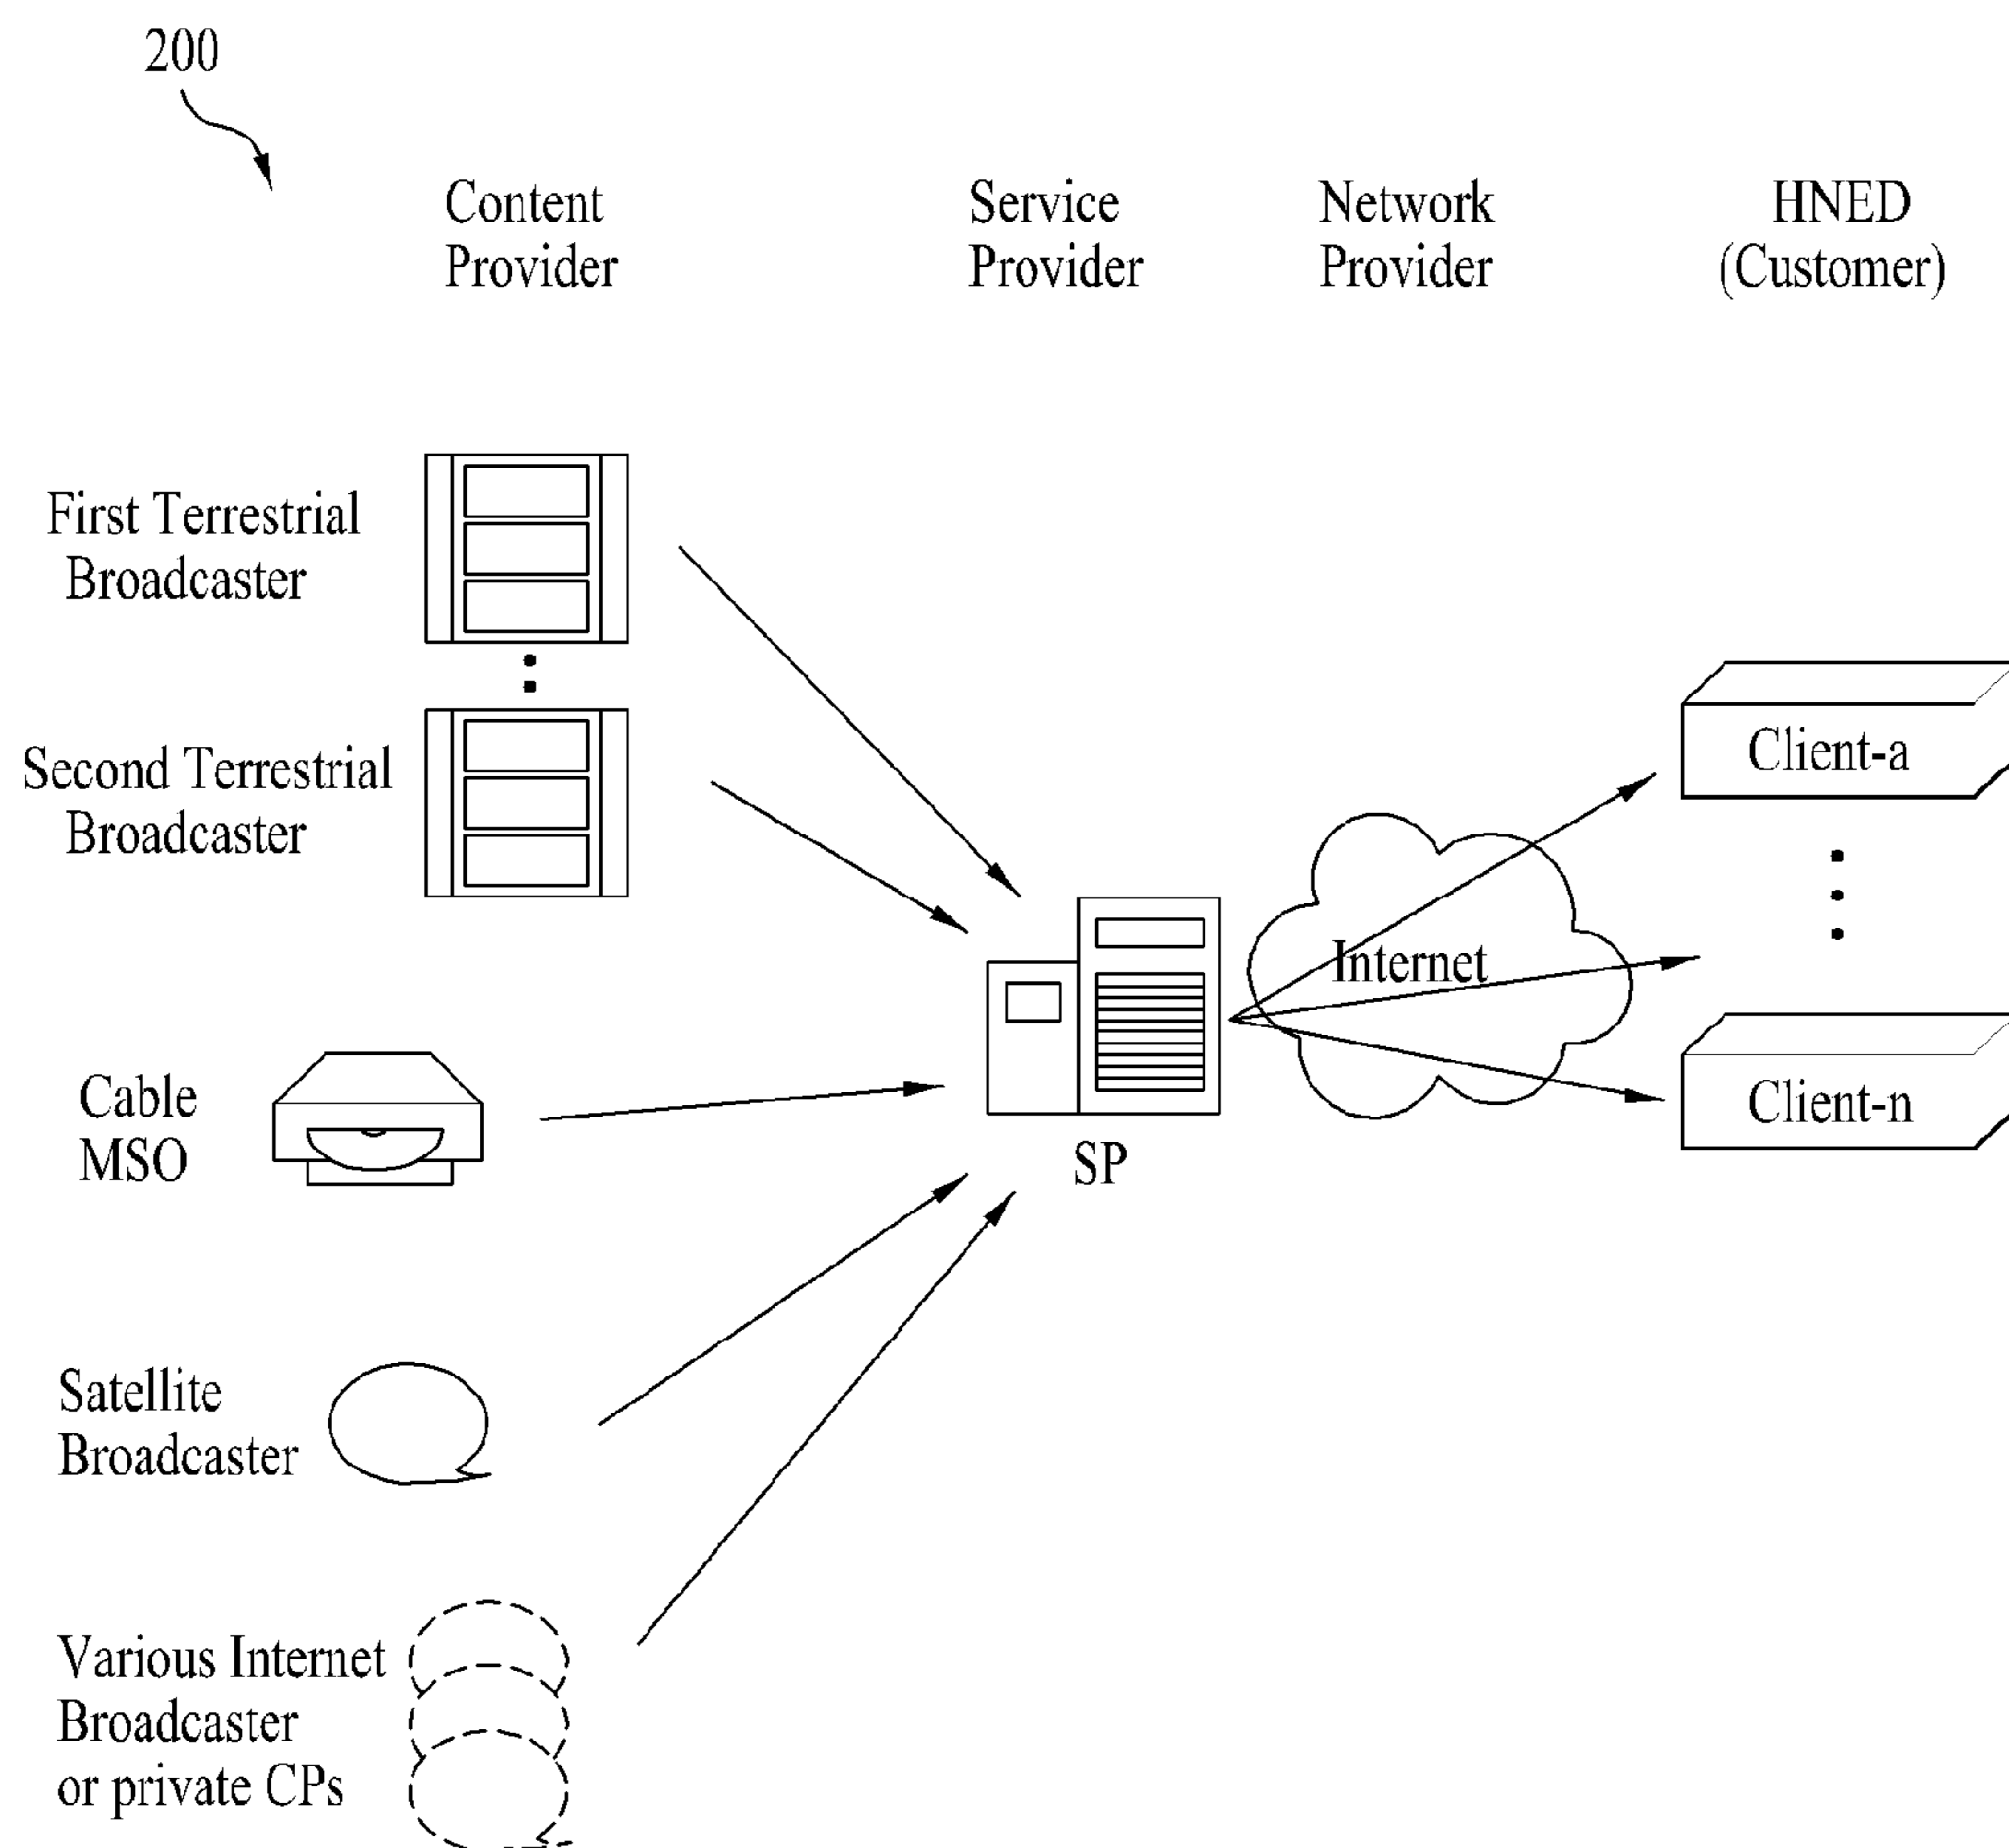 200
Content
Provider
Service
Provider
Network
Provider
HNED
(Customer)
First Terrestrial
Broadcaster
Second Terrestrial
Broadcaster
Cable
MSO
Satellite
Broadcaster
Various Internet
Broadcaster
or private CPs
SP
Internet
Client-a
Client-n